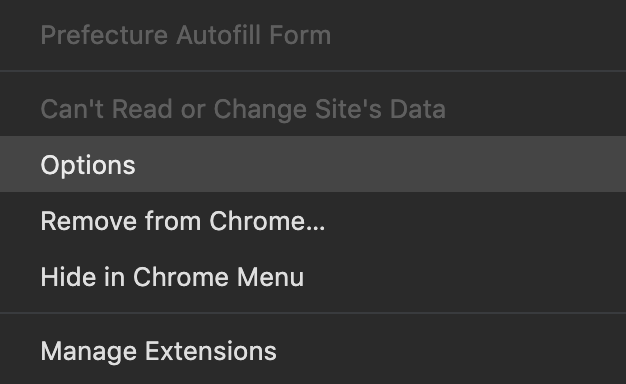 Prefecture Autofill Form
Can't Read or Change Site's Data
Options
Remove from Chrome...
Hide in Chrome Menu
Manage Extensions